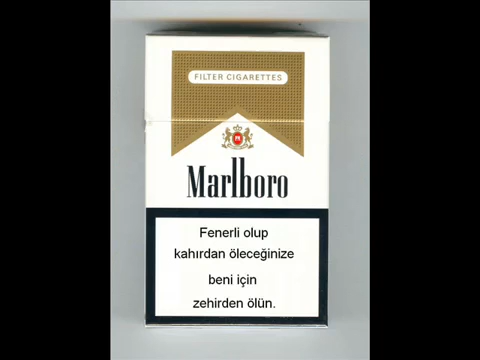 FILTER CIGARETTES
Marlboro
Fenerli olup
kahırdan öleceğinize
beni için
zehirden ölün.